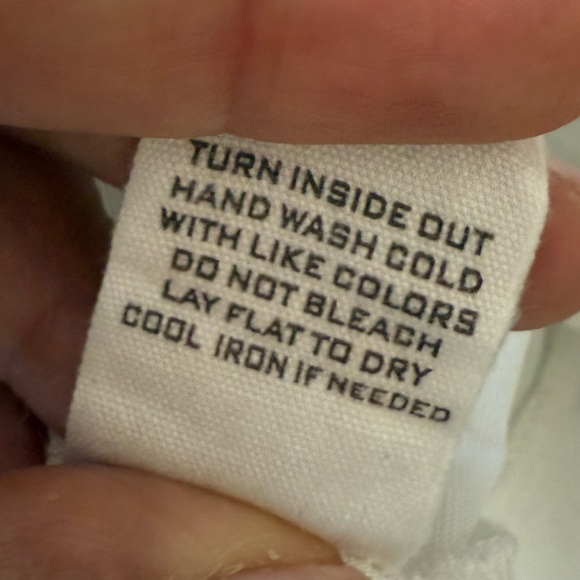 TURN INSIDE OUT
HAND WASH COLD
WITH LIKE COLORS
DO NOT BLEACH
LAY FLAT TO DRY
COOL IRON IF NEEDED